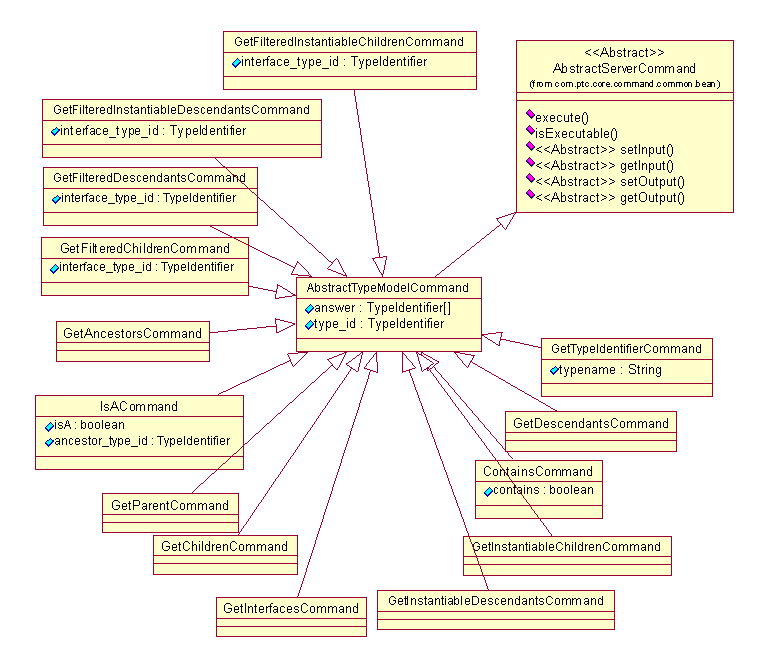 GetFilteredInstantiableChildrenCommand
interface_type_id : TypeIdentifier
<<Abstract>>
AbstractServerCommand
(from com.ptc.core.command.common.bean)
execute()
isExecutable()
<<Abstract>> setInput()
<<Abstract>> getInput()
<<Abstract>> setOutput()
<<Abstract>> getOutput()
GetFilteredInstantiableDescendantsCommand
interface_type_id : TypeIdentifier
GetFilteredDescendantsCommand
interface_type_id : TypeIdentifier
GetFilteredChildrenCommand
interface_type_id : TypeIdentifier
AbstractTypeModelCommand
answer : TypeIdentifier[]
type_id : TypeIdentifier
GetAncestorsCommand
GetTypeIdentifierCommand
typename : String
IsACommand
isA : boolean
ancestor_type_id : TypeIdentifier
GetDescendantsCommand
ContainsCommand
contains : boolean
GetParentCommand
GetChildrenCommand
GetInstantiableChildrenCommand
GetInterfacesCommand
GetInstantiableDescendantsCommand